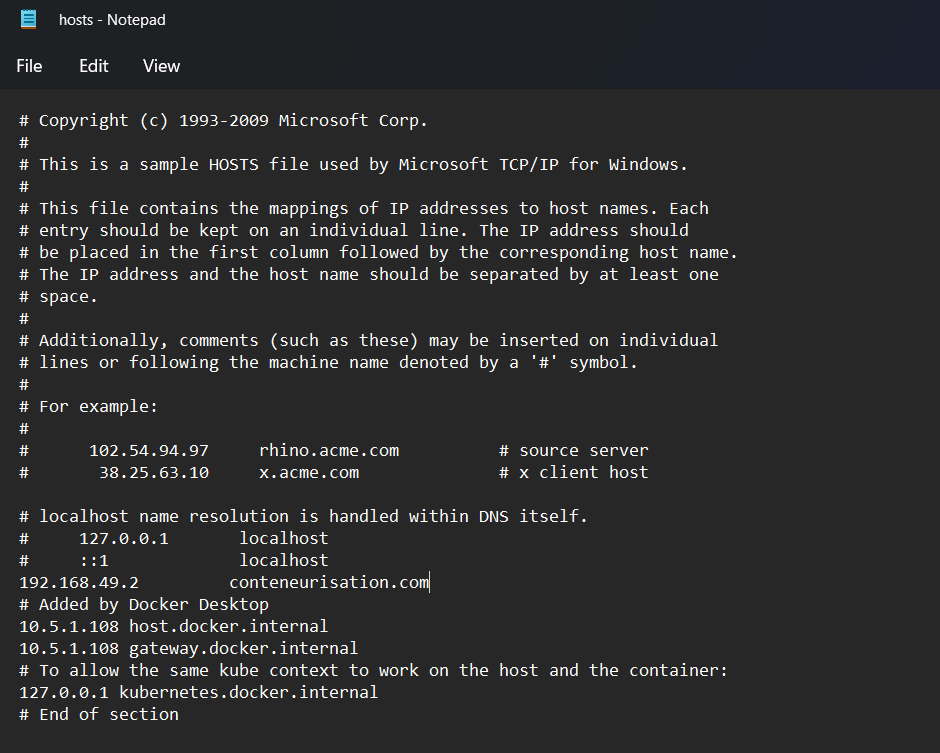 hosts - Notepad
File Edit View
# Copyright (c) 1993-2009 Microsoft Corp.
#
# This is a sample HOSTS file used by Microsoft TCP/IP for Windows.
#
# This file contains the mappings of IP addresses to host names. Each
# entry should be kept on an individual line. The IP address should
# be placed in the first column followed by the corresponding host name.
# The IP address and the host name should be separated by at least one
# space.
#
# Additionally, comments (such as these) may be inserted on individual
# lines or following the machine name denoted by a '#' symbol.
#
# For example:
#
#      102.54.94.97     rhino.acme.com          # source server
#       38.25.63.10     x.acme.com              # x client host

# localhost name resolution is handled within DNS itself.
#     127.0.0.1       localhost
#     ::1             localhost
192.168.49.2         conteneurisation.com
# Added by Docker Desktop
10.5.1.108 host.docker.internal
10.5.1.108 gateway.docker.internal
# To allow the same kube context to work on the host and the container:
127.0.0.1 kubernetes.docker.internal
# End of section